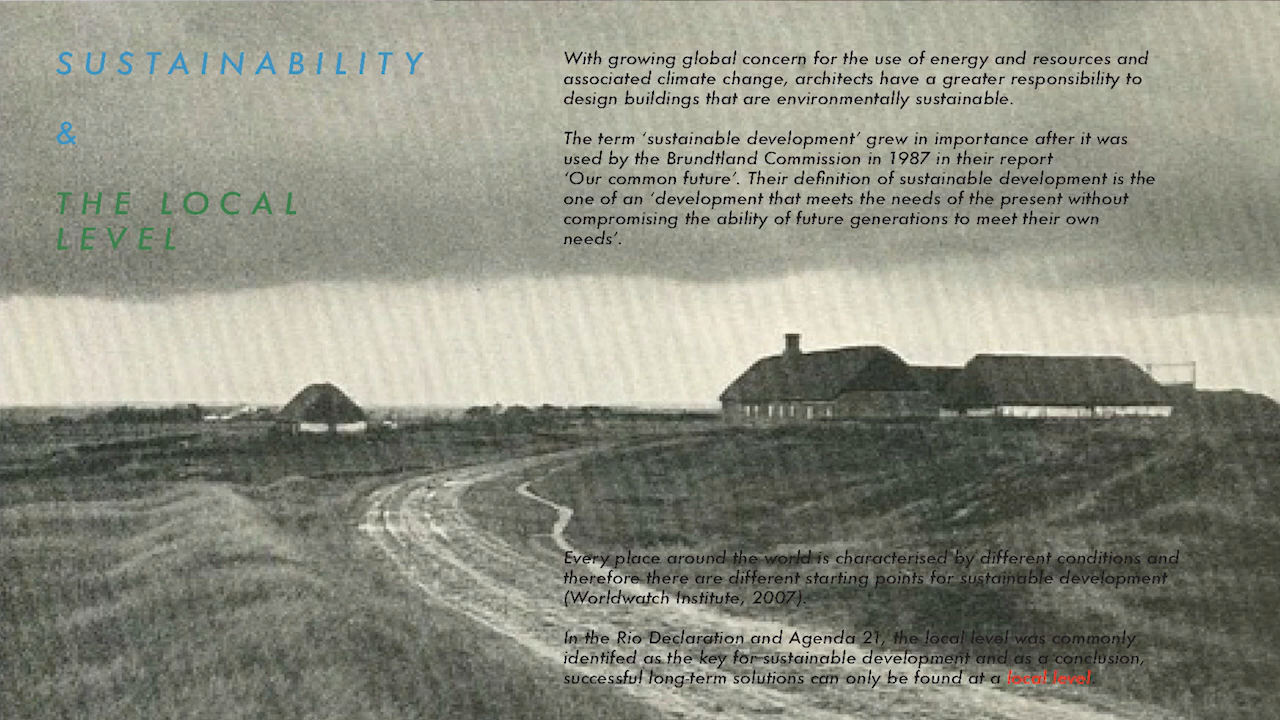 SUSTAINABILITY
&
THE LOCAL
LEVEL
With growing global concern for the use of energy and resources and
associated climate change, architects have a greater responsibility to
design buildings that are environmentally sustainable.
The term ‘sustainable development’ grew in importance after it was
used by the Brundtland Commission in 1987 in their report
‘Our common future’. Their definition of sustainable development is the
one of an ‘development that meets the needs of the present without
compromising the ability of future generations to meet their own
needs’.
Every place around the world is characterised by different conditions and
therefore there are different starting points for sustainable development
(Worldwatch Institute, 2007).
In the Rio Declaration and Agenda 21, the local level was commonly
identifed as the key for sustainable development and as a conclusion,
successful long-term solutions can only be found at a local level.